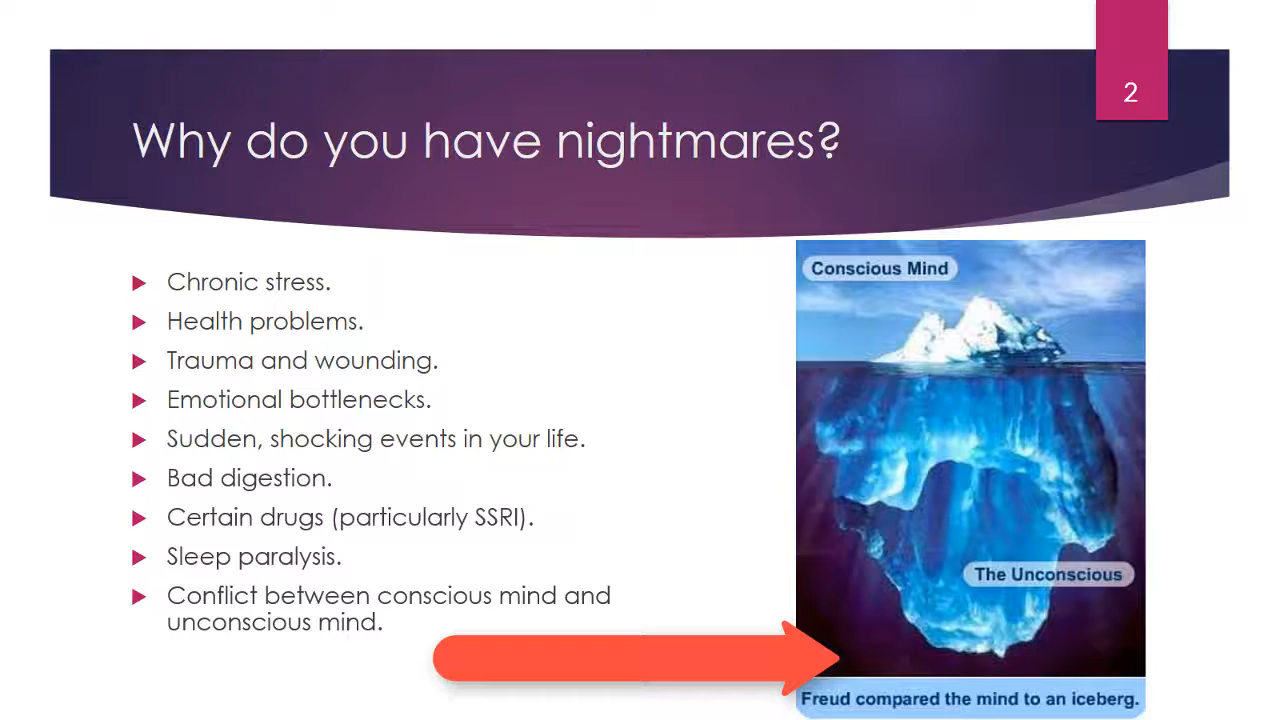 2
Why do you have nightmares?
Chronic stress.
Health problems.
Trauma and wounding.
Emotional bottlenecks.
Sudden, shocking events in your life.
Bad digestion.
Certain drugs (particularly SSRI).
Sleep paralysis.
Conflict between conscious mind and
unconscious mind.
Conscious Mind
The Unconscious
Freud compared the mind to an iceberg.